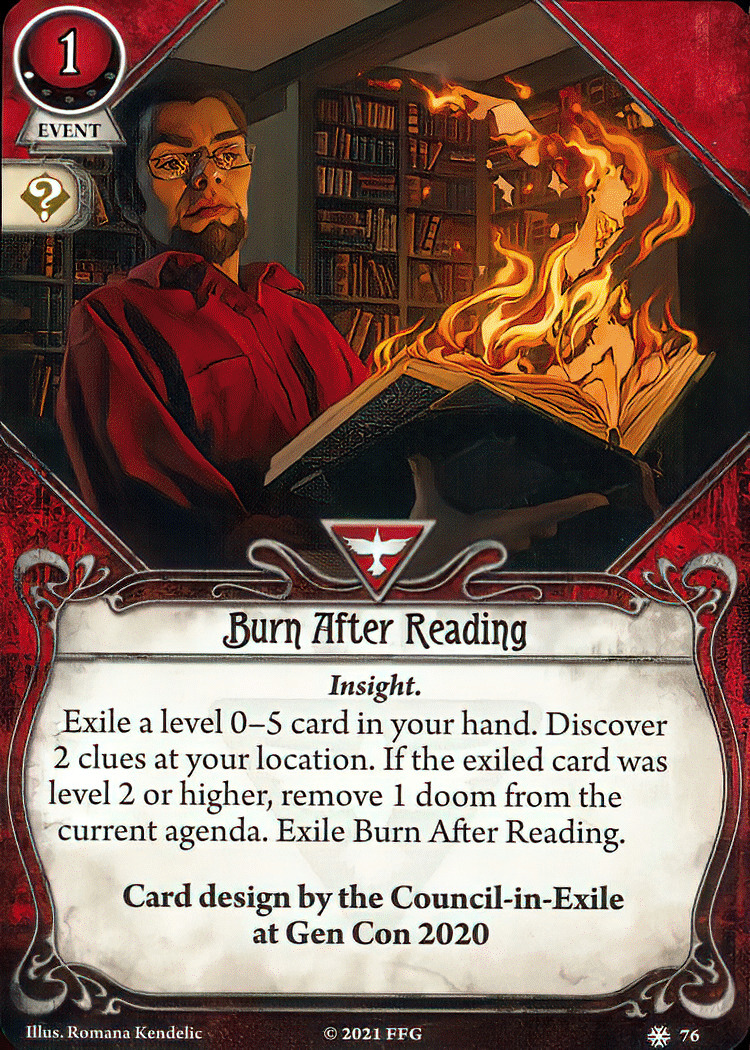 1
EVENT
?
Burn After Reading
Insight.
Exile a level 0–5 card in your hand. Discover
2 clues at your location. If the exiled card was
level 2 or higher, remove 1 doom from the
current agenda. Exile Burn After Reading.
Card design by the Council-in-Exile
at Gen Con 2020
Illus. Romana Kendelic
© 2021 FFG
76